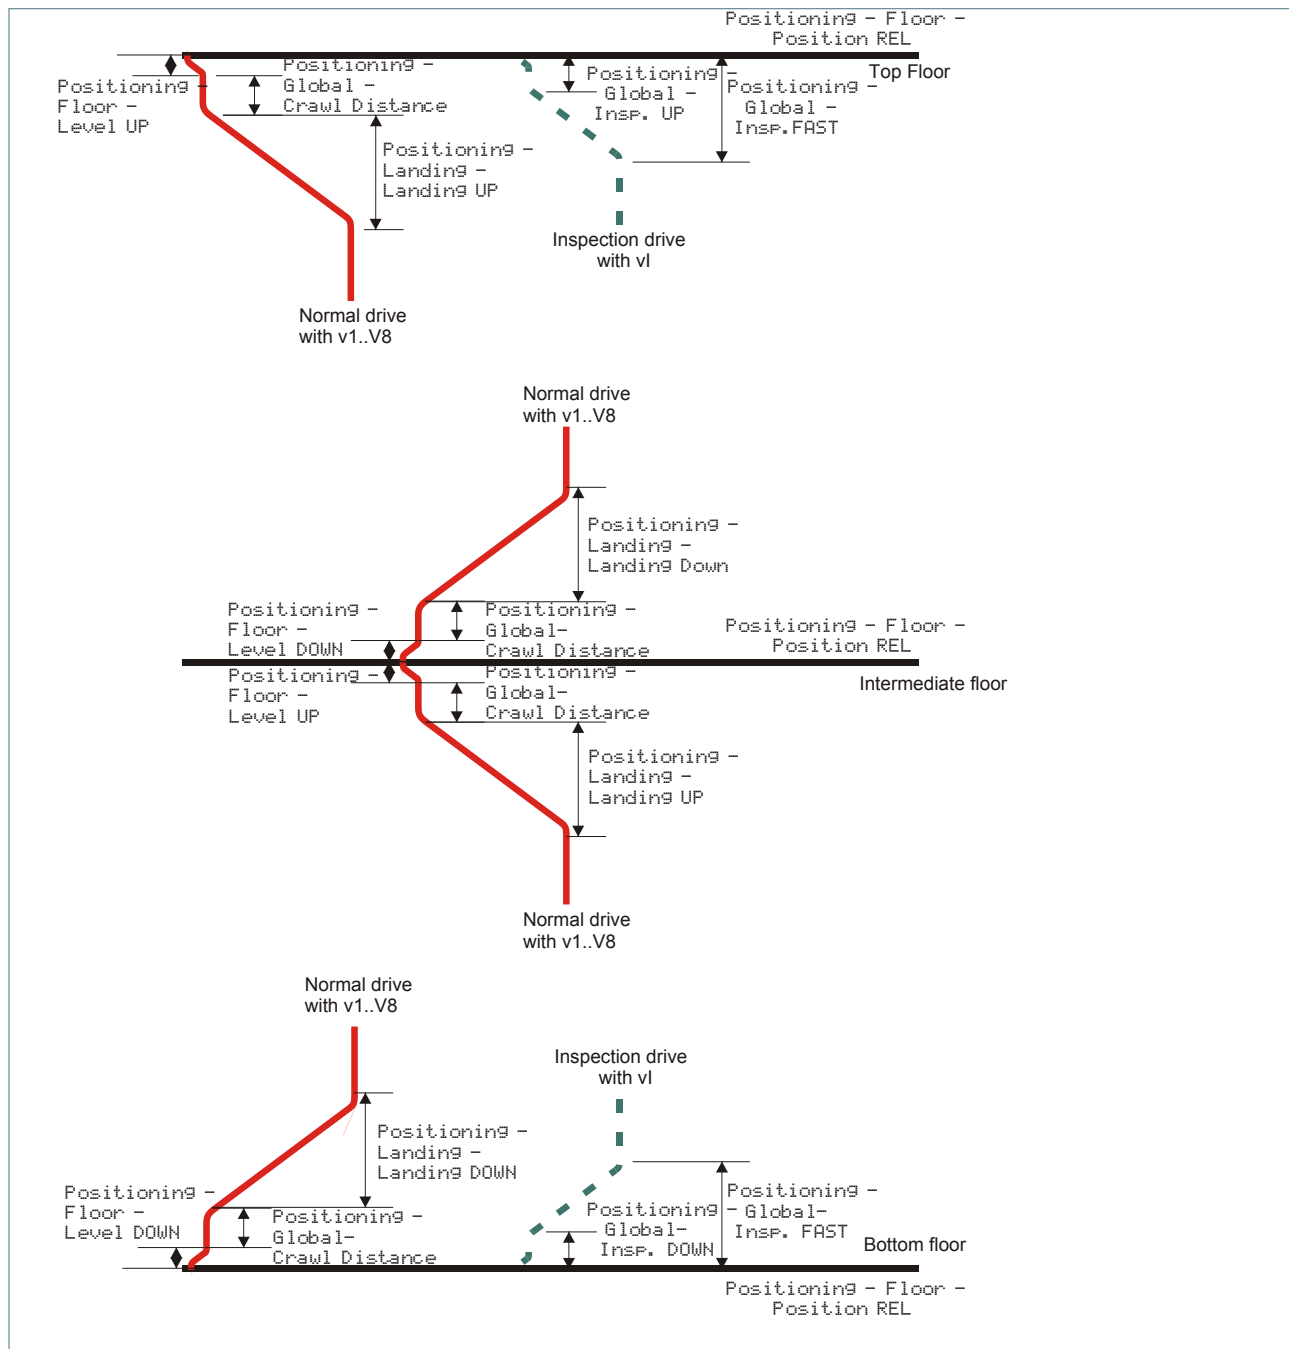 Positioning - Floor -
Position REL
Top Floor
Positioning -
Floor -
Level UP
Positioning -
Global -
Crawl Distance
Positioning -
Landing -
Landing UP
Positioning -
Global -
Insp. UP
Positioning -
Global -
Insp.FAST
Inspection drive
with vI
Normal drive
with v1..V8
Normal drive
with v1..V8
Positioning -
Landing -
Landing Down
Positioning -
Floor -
Level DOWN
Positioning -
Global-
Crawl Distance
Positioning - Floor -
Position REL
Positioning -
Floor -
Level UP
Positioning -
Global-
Crawl Distance
Intermediate floor
Positioning -
Landing -
Landing UP
Normal drive
with v1..V8
Normal drive
with v1..V8
Inspection drive
with vI
Positioning -
Landing -
Landing DOWN
Positioning -
Floor -
Level DOWN
Positioning -
Global-
Crawl Distance
Positioning -
Global-
Insp. DOWN
Positioning -
Global-
Insp. FAST
Bottom floor
Positioning - Floor -
Position REL